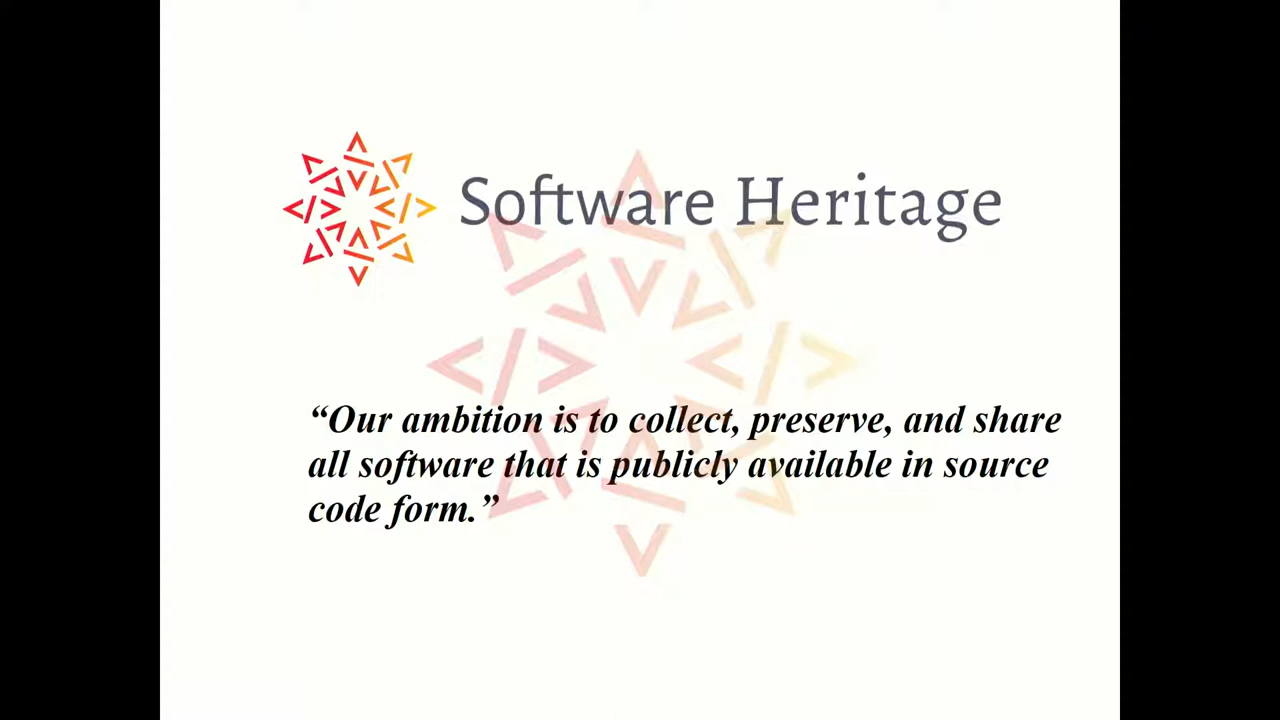 Software Heritage
“Our ambition is to collect, preserve, and share
all software that is publicly available in source
code form.”